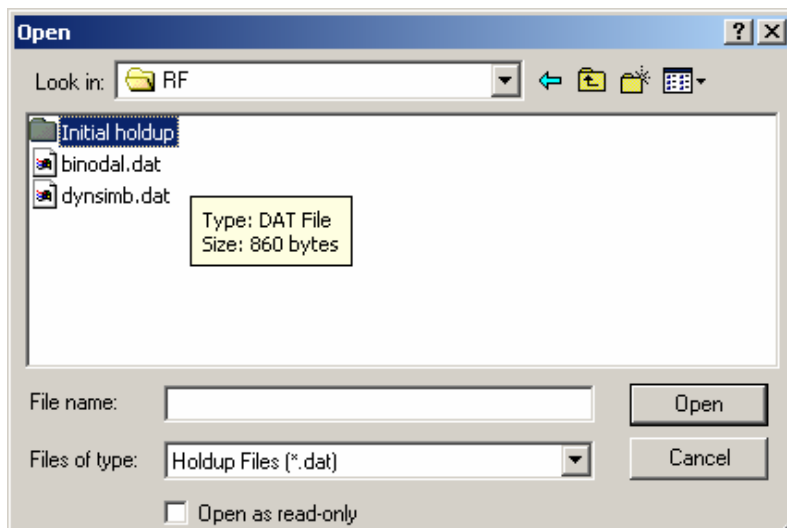 Open
Look in: RF
Initial holdup
binodal.dat
dynsimb.dat
Type: DAT File
Size: 860 bytes
File name: Open
Files of type: Holdup Files (*.dat) Cancel
Open as read-only